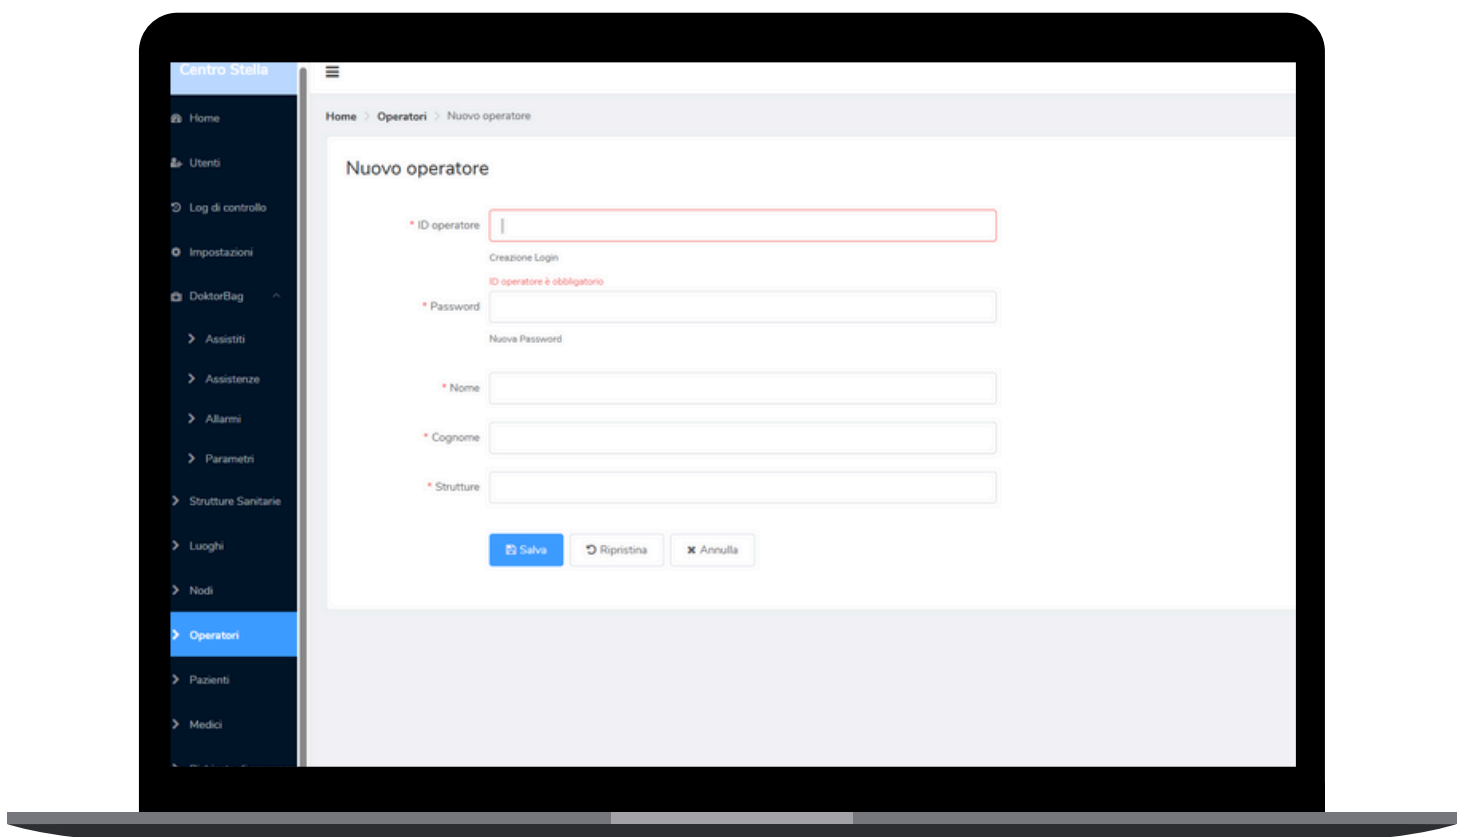 Centro Stella
Home
Utenti
Log di controllo
Impostazioni
DoktorBag
Assistiti
Assistenze
Allarmi
Parametri
Strutture Sanitarie
Luoghi
Nodi
Operatori
Pazienti
Medici
Home > Operatori > Nuovo operatore
Nuovo operatore
* ID operatore
Creazione Login
ID operatore è obbligatorio
* Password
Nuova Password
* Nome
* Cognome
* Strutture
Salva Ripristina Annulla